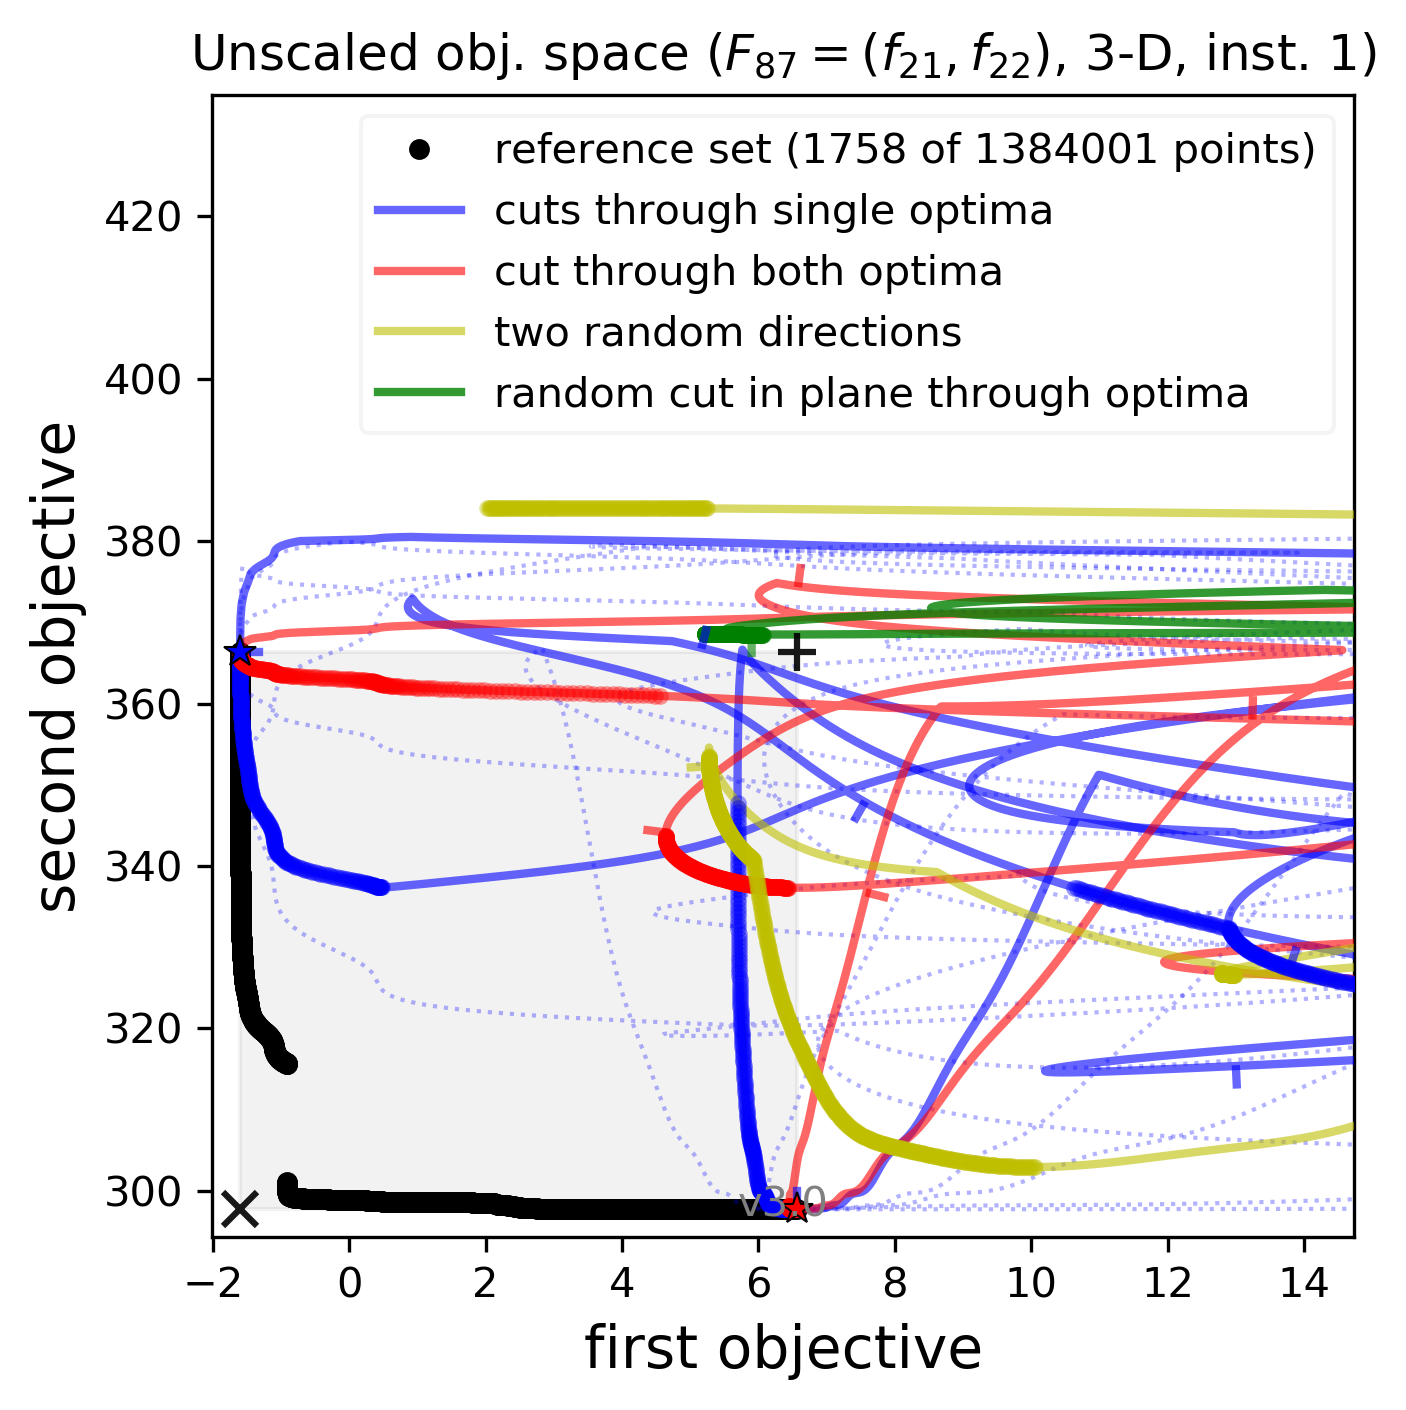 Unscaled obj. space (F₈₇ = (f₂₁, f₂₂), 3-D, inst. 1)
reference set (1758 of 1384001 points)
cuts through single optima
cut through both optima
two random directions
random cut in plane through optima
second objective
420
400
380
360
340
320
300
v3.0
−2 0 2 4 6 8 10 12 14
first objective